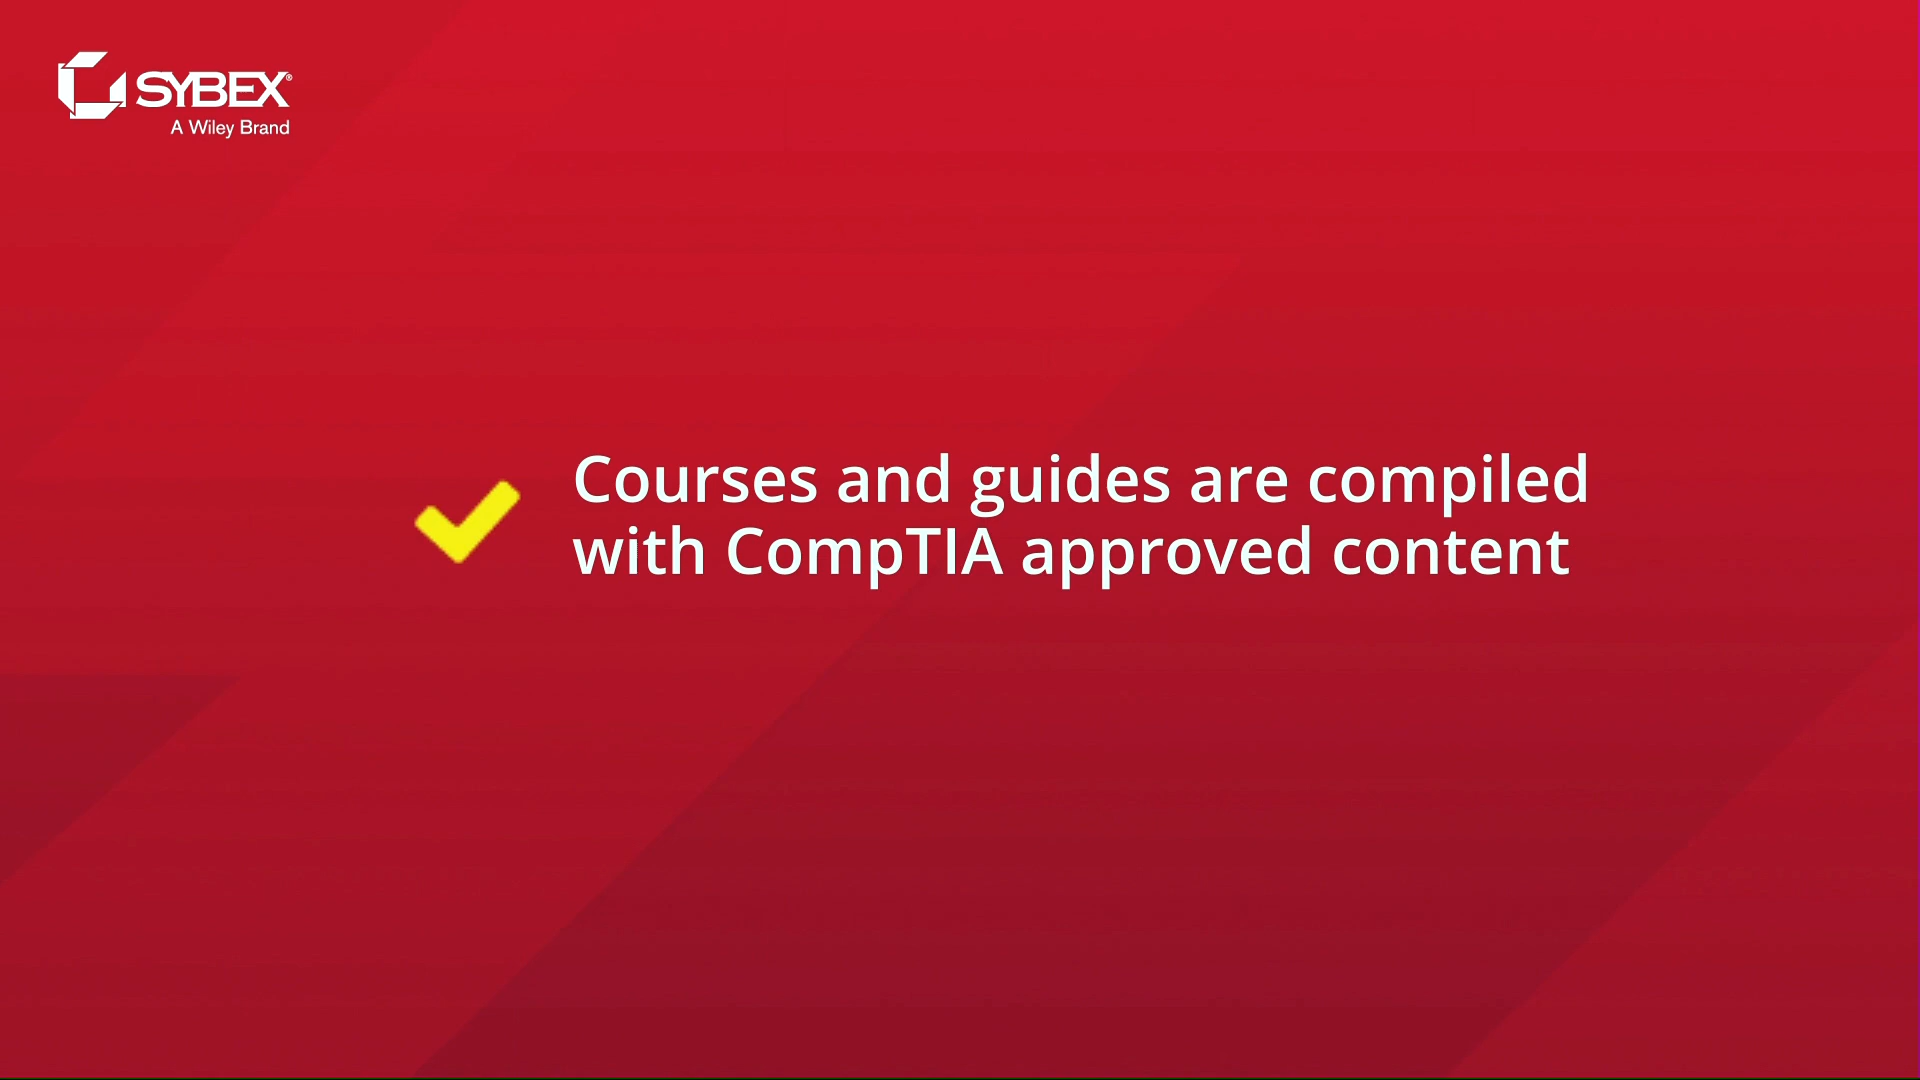 SYBEX®
A Wiley Brand
Courses and guides are compiled
with CompTIA approved content